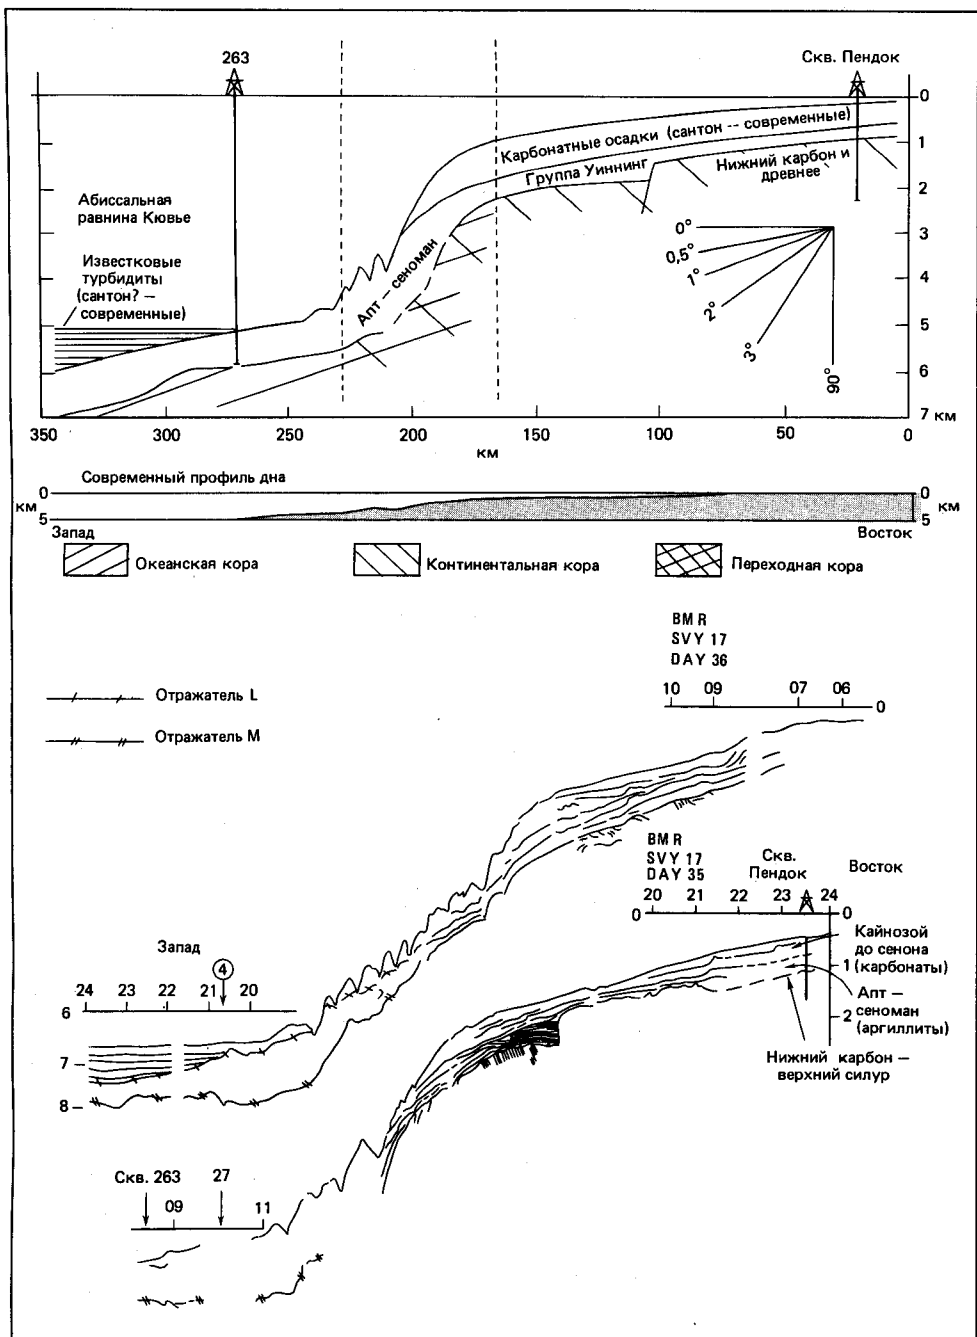 263
Скв. Пендок
0
1
2
3
4
5
6
7 км
Карбонатные осадки (сантон -- современные)
Группа Уиннинг
Нижний карбон и
древнее
Абиссальная
равнина Кювье
Известковые
турбидиты
(сантон? –
современные)
Апт – сеноман
0°
0,5°
1°
2°
3°
90°
350
300
250
200
150
100
50
0
км
Современный профиль дна
0
км
5
0
км
5
Запад
Восток
Океанская кора
Континентальная кора
Переходная кора
BMR
SVY 17
DAY 36
10 09 07 06
0
Отражатель L
Отражатель M
BMR
SVY 17
DAY 35
Скв.
Пендок
Восток
20 21 22 23 24
0
0
Кайнозой
до сенона
1 (карбонаты)
Апт –
2 сеноман
(аргиллиты)
Нижний карбон –
верхний силур
Запад
4
24 23 22 21 20
6
7
8
Скв. 263
27
09
11